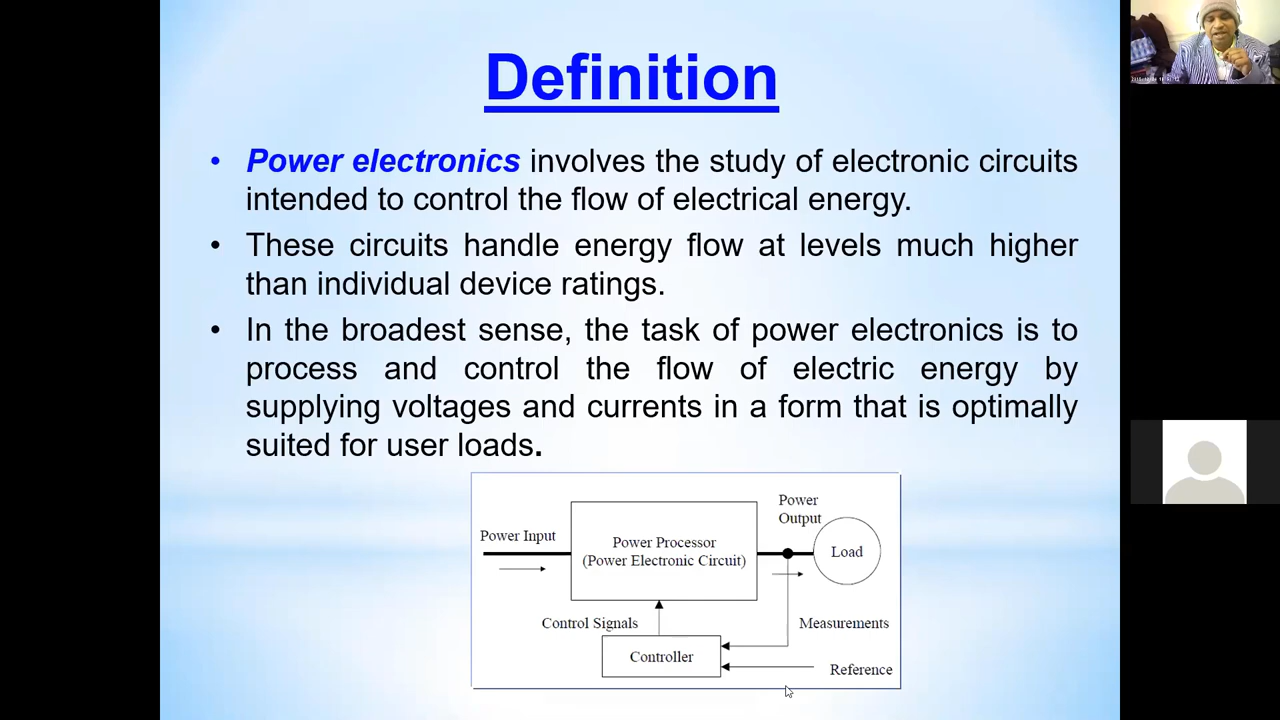 Definition
• Power electronics involves the study of electronic circuits
intended to control the flow of electrical energy.
• These circuits handle energy flow at levels much higher
than individual device ratings.
• In the broadest sense, the task of power electronics is to
process and control the flow of electric energy by
supplying voltages and currents in a form that is optimally
suited for user loads.
Power
Output
Power Input
Power Processor
(Power Electronic Circuit)
Load
Control Signals
Measurements
Controller
Reference